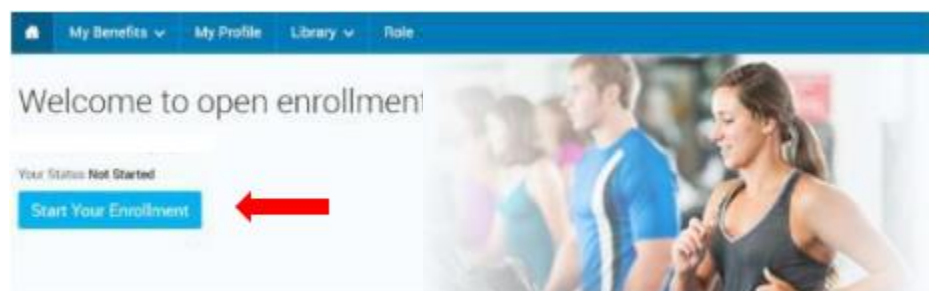 My Benefits My Profile Library Role
Welcome to open enrollment
Your Status Not Started
Start Your Enrollment